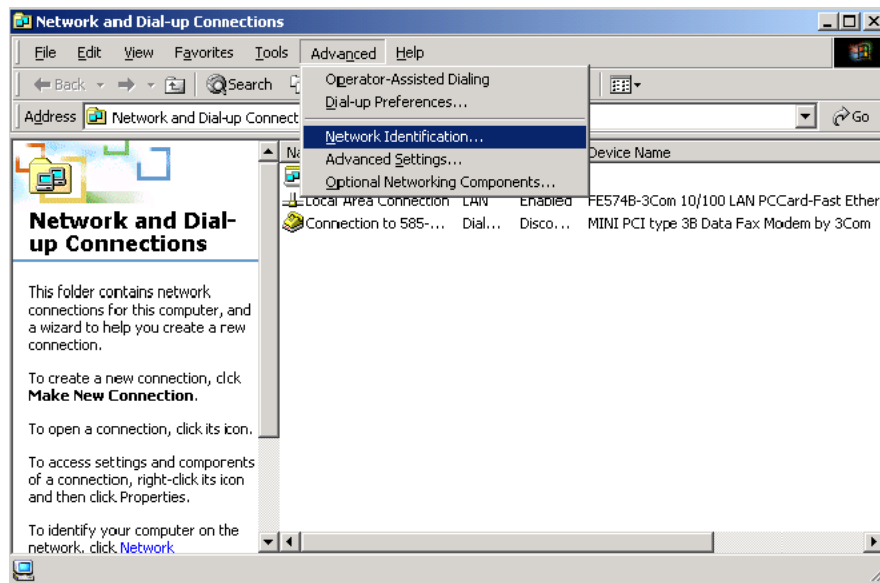 Network and Dial-up Connections
File Edit View Favorites Tools Advanced Help
Back Search
Operator-Assisted Dialing
Dial-up Preferences...
Address Network and Dial-up Connect Go
Network Identification...
Advanced Settings...
Optional Networking Components...
Na Device Name
Local Area Connection LAN Enabled FE574B-3Com 10/100 LAN PCCard-Fast Ether
Connection to 585-... Dial... Disco... MINI PCI type 3B Data Fax Modem by 3Com
Network and Dial-
up Connections
This folder contains network
connections for this computer, and
a wizard to help you create a new
connection.
To create a new connection, click
Make New Connection.
To open a connection, click its icon.
To access settings and components
of a connection, right-click its icon
and then click Properties.
To identify your computer on the
network, click Network